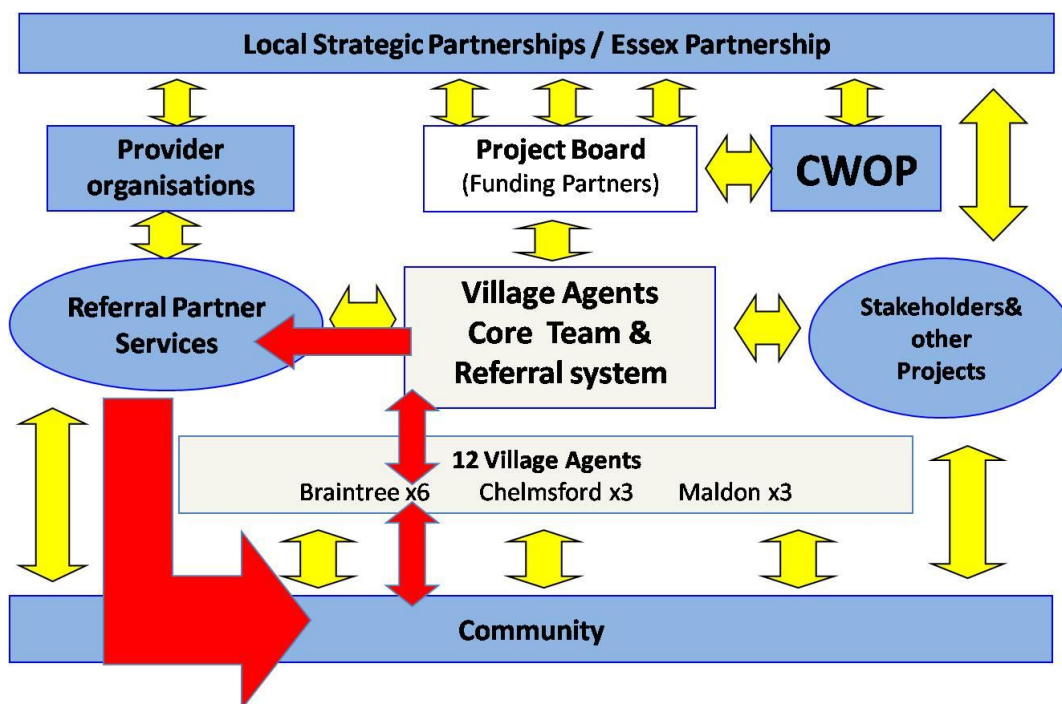 Local Strategic Partnerships / Essex Partnership
Provider
organisations
Project Board
(Funding Partners)
CWOP
Referral Partner
Services
Village Agents
Core Team &
Referral system
Stakeholders&
other
Projects
12 Village Agents
Braintree x6 Chelmsford x3 Maldon x3
Community